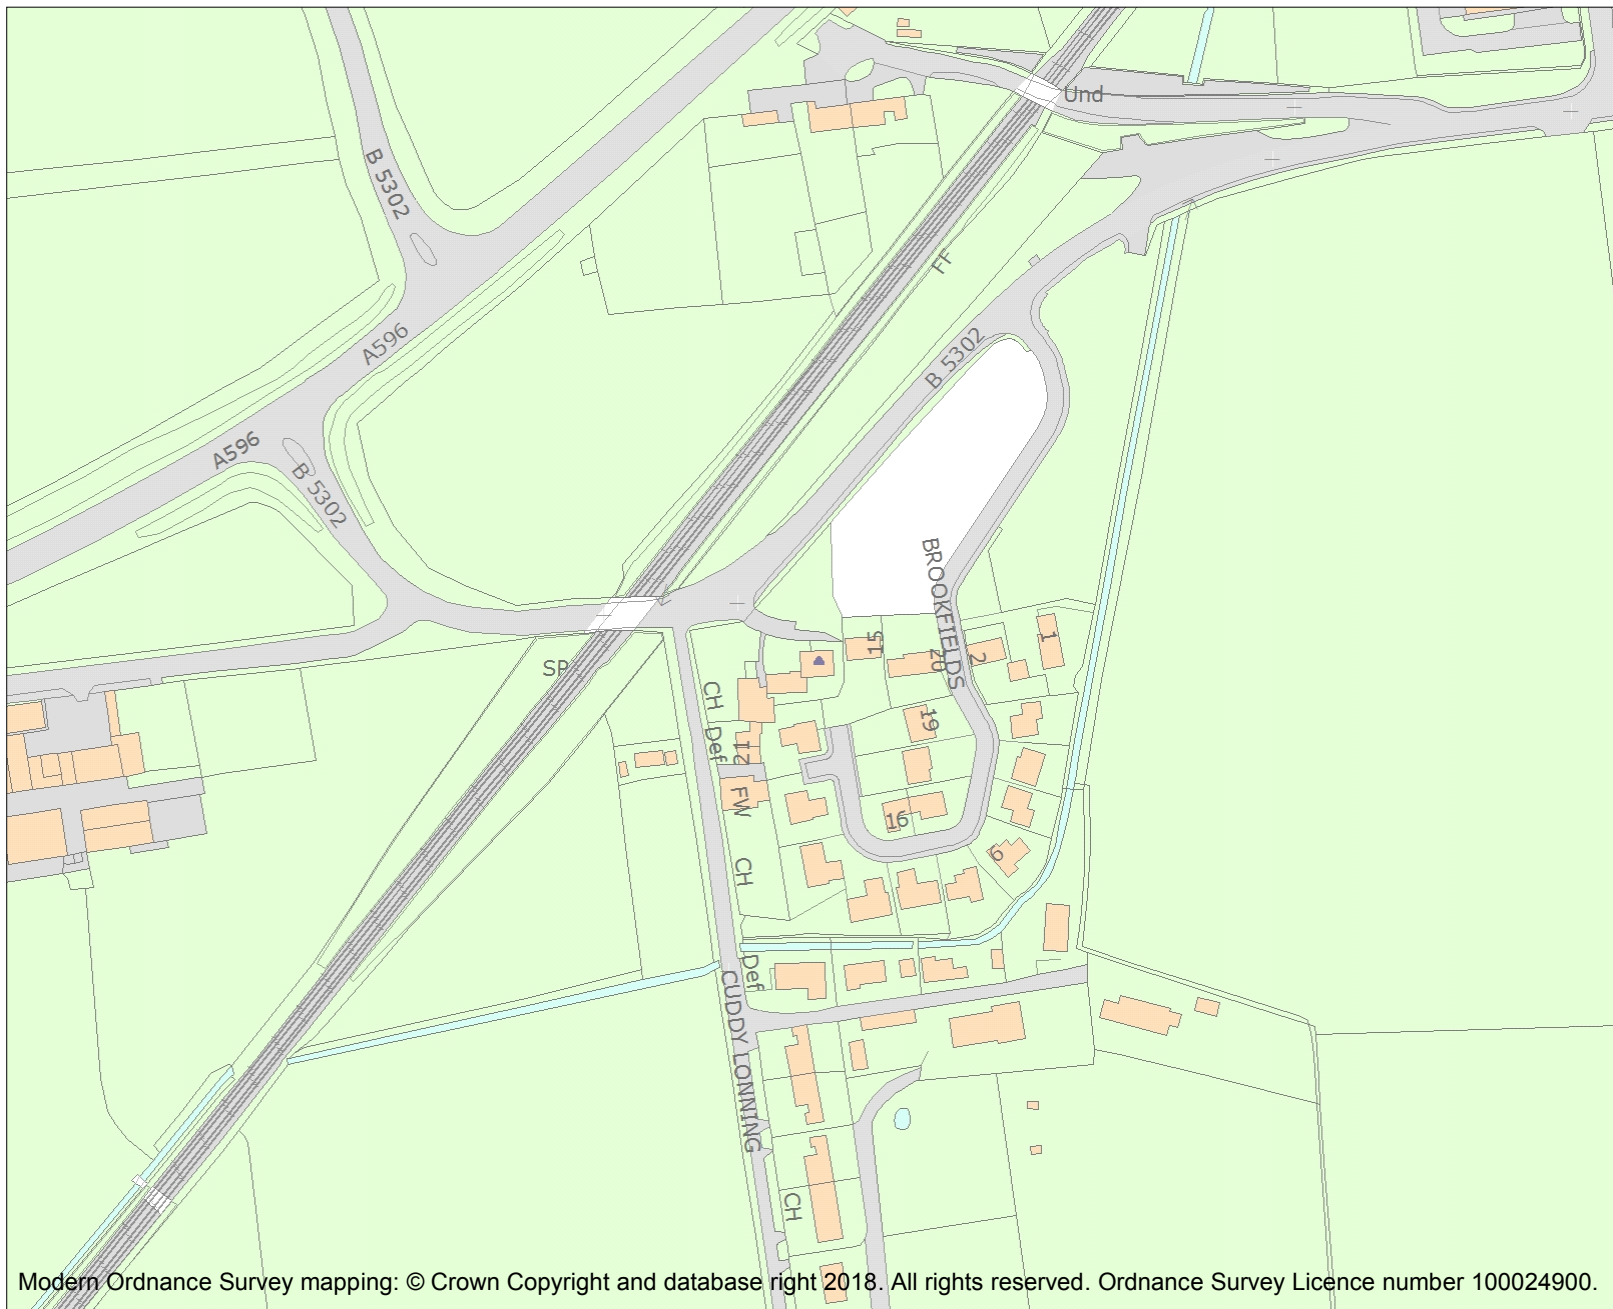 Und
B 5302
FF
A596
B 5302
A596
B 5302
BROOKFIELDS
15
20
2
1
SP
CH
Def
19
12
FW
16
6
CH
Def
CUDDY LONNING
CH
Modern Ordnance Survey mapping: © Crown Copyright and database right 2018. All rights reserved. Ordnance Survey Licence number 100024900.